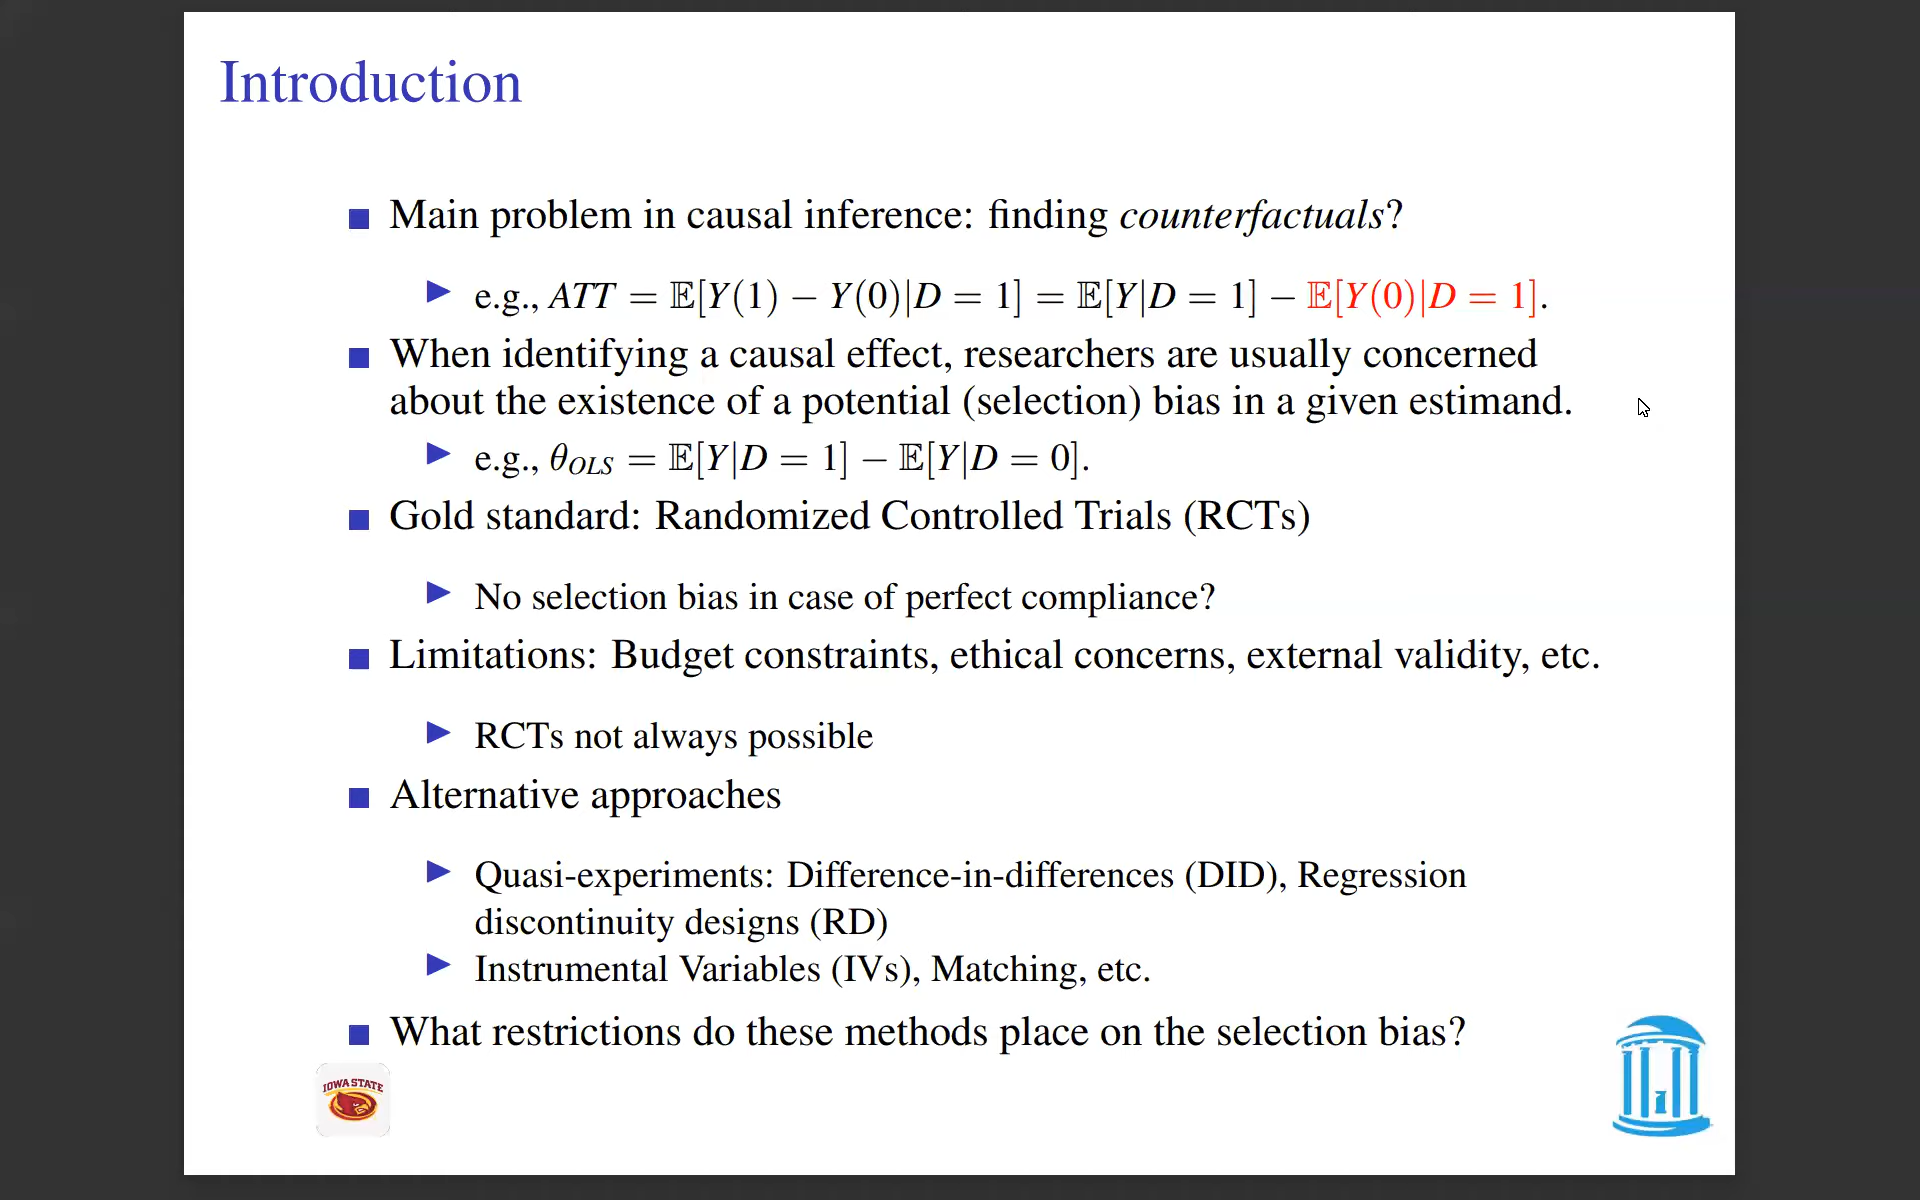 Introduction
Main problem in causal inference: finding counterfactuals?
e.g., ATT = 𝔼[Y(1) − Y(0)|D = 1] = 𝔼[Y|D = 1] − 𝔼[Y(0)|D = 1].
When identifying a causal effect, researchers are usually concerned
about the existence of a potential (selection) bias in a given estimand.
e.g., θ_OLS = 𝔼[Y|D = 1] − 𝔼[Y|D = 0].
Gold standard: Randomized Controlled Trials (RCTs)
No selection bias in case of perfect compliance?
Limitations: Budget constraints, ethical concerns, external validity, etc.
RCTs not always possible
Alternative approaches
Quasi-experiments: Difference-in-differences (DID), Regression
discontinuity designs (RD)
Instrumental Variables (IVs), Matching, etc.
What restrictions do these methods place on the selection bias?
IOWA STATE